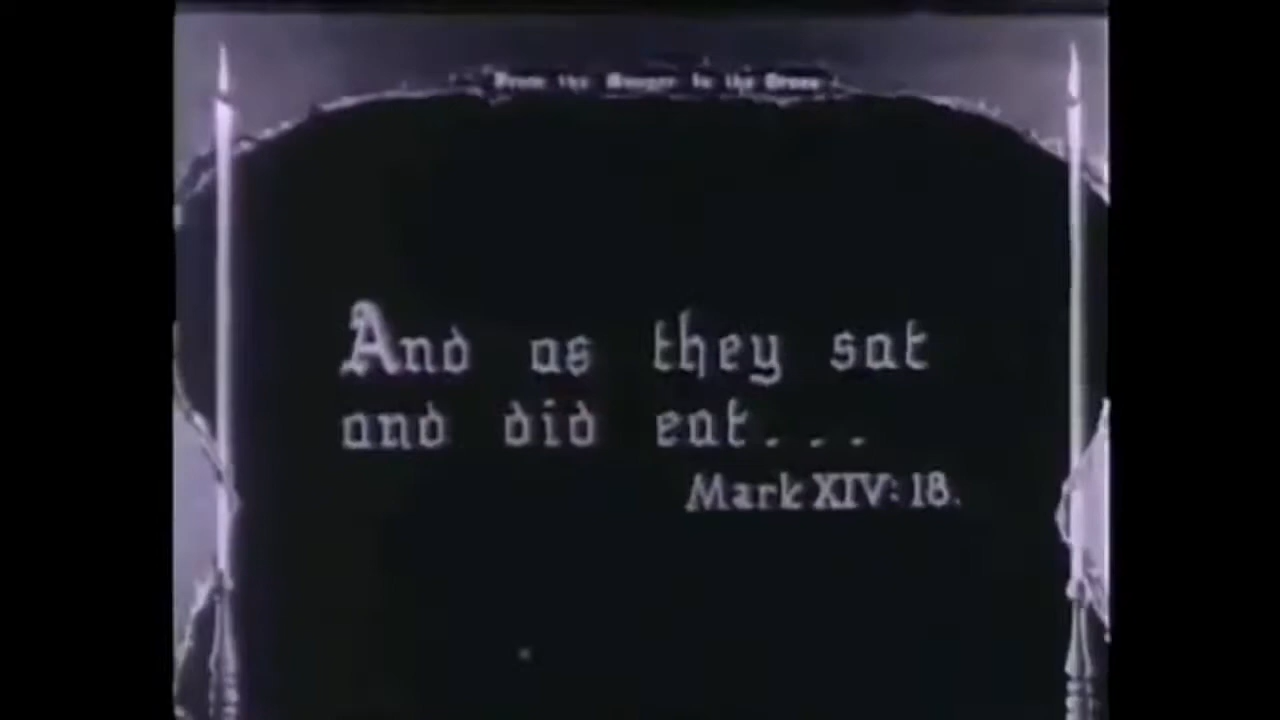 From the Manger to the Cross
And as they sat
and did eat...
Mark XIV: 18.